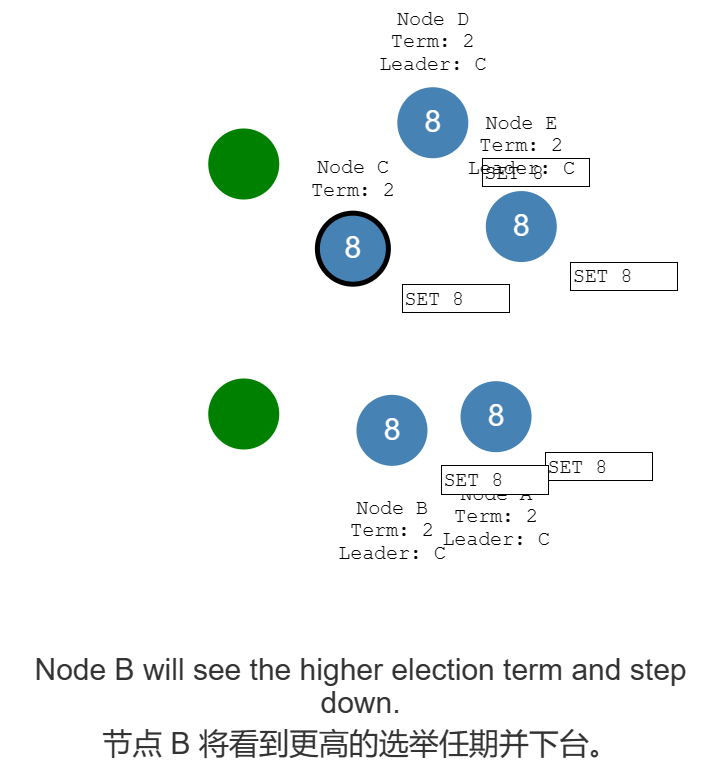 Node D
Term: 2
Leader: C
8
Node E
Term: 2
Leader: C
SET 8
Node C
Term: 2
8
8
SET 8
SET 8
8
8
SET 8
SET 8
Node A
Term: 2
Leader: C
Node B
Term: 2
Leader: C
Node B will see the higher election term and step
down.
节点 B 将看到更高的选举任期并下台。